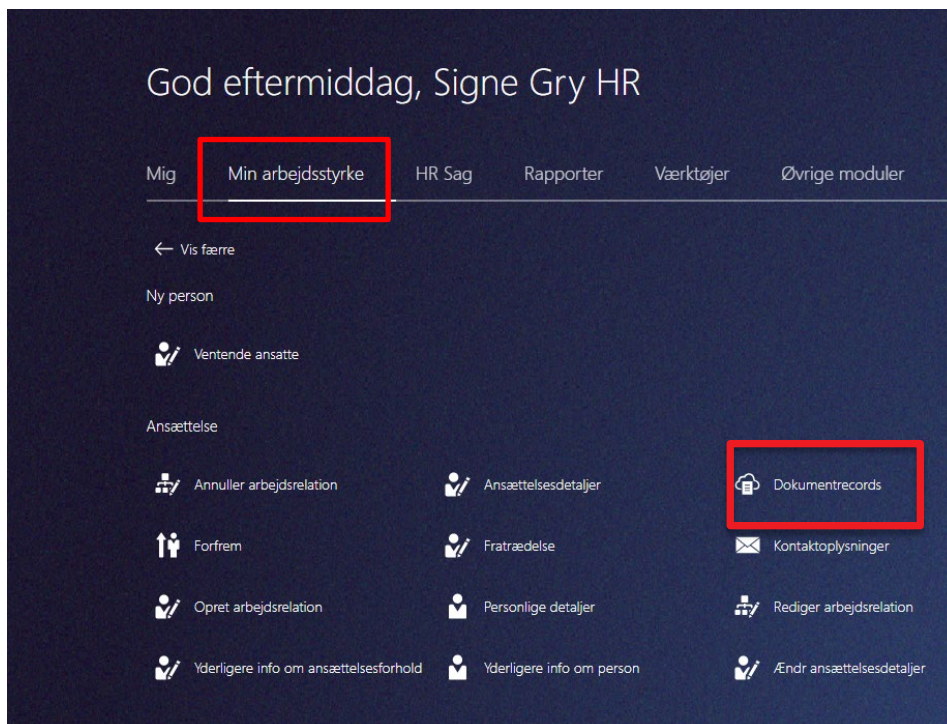 God eftermiddag, Signe Gry HR
Mig Min arbejdsstyrke HR Sag Rapporter Værktøjer Øvrige moduler
Vis færre
Ny person
Ventende ansatte
Ansættelse
Annuller arbejdsrelation Ansættelsesdetaljer Dokumentrecords
Forfrem Fratrædelse Kontaktoplysninger
Opret arbejdsrelation Personlige detaljer Rediger arbejdsrelation
Yderligere info om ansættelsesforhold Yderligere info om person Ændr ansættelsesdetaljer